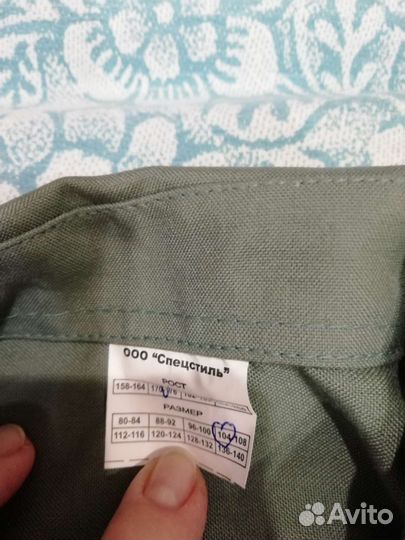 ООО "Спецстиль"
РОСТ
158-164
РАЗМЕР
80-84 88-92 96-100 104-108
112-116 120-124 128-132 136-140
Avito